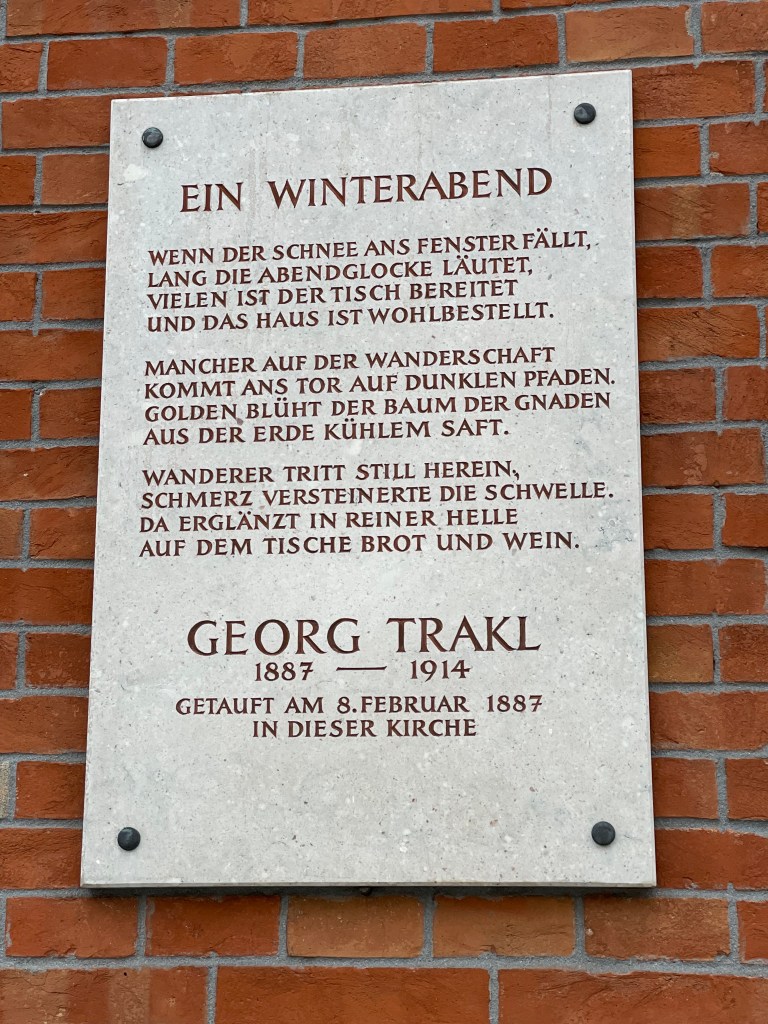 EIN WINTERABEND
WENN DER SCHNEE ANS FENSTER FÄLLT,
LANG DIE ABENDGLOCKE LÄUTET,
VIELEN IST DER TISCH BEREITET
UND DAS HAUS IST WOHLBESTELLT.
MANCHER AUF DER WANDERSCHAFT
KOMMT ANS TOR AUF DUNKLEN PFADEN.
GOLDEN BLÜHT DER BAUM DER GNADEN
AUS DER ERDE KÜHLEM SAFT.
WANDERER TRITT STILL HEREIN,
SCHMERZ VERSTEINERTE DIE SCHWELLE.
DA ERGLÄNZT IN REINER HELLE
AUF DEM TISCHE BROT UND WEIN.
GEORG TRAKL
1887 — 1914
GETAUFT AM 8. FEBRUAR 1887
IN DIESER KIRCHE